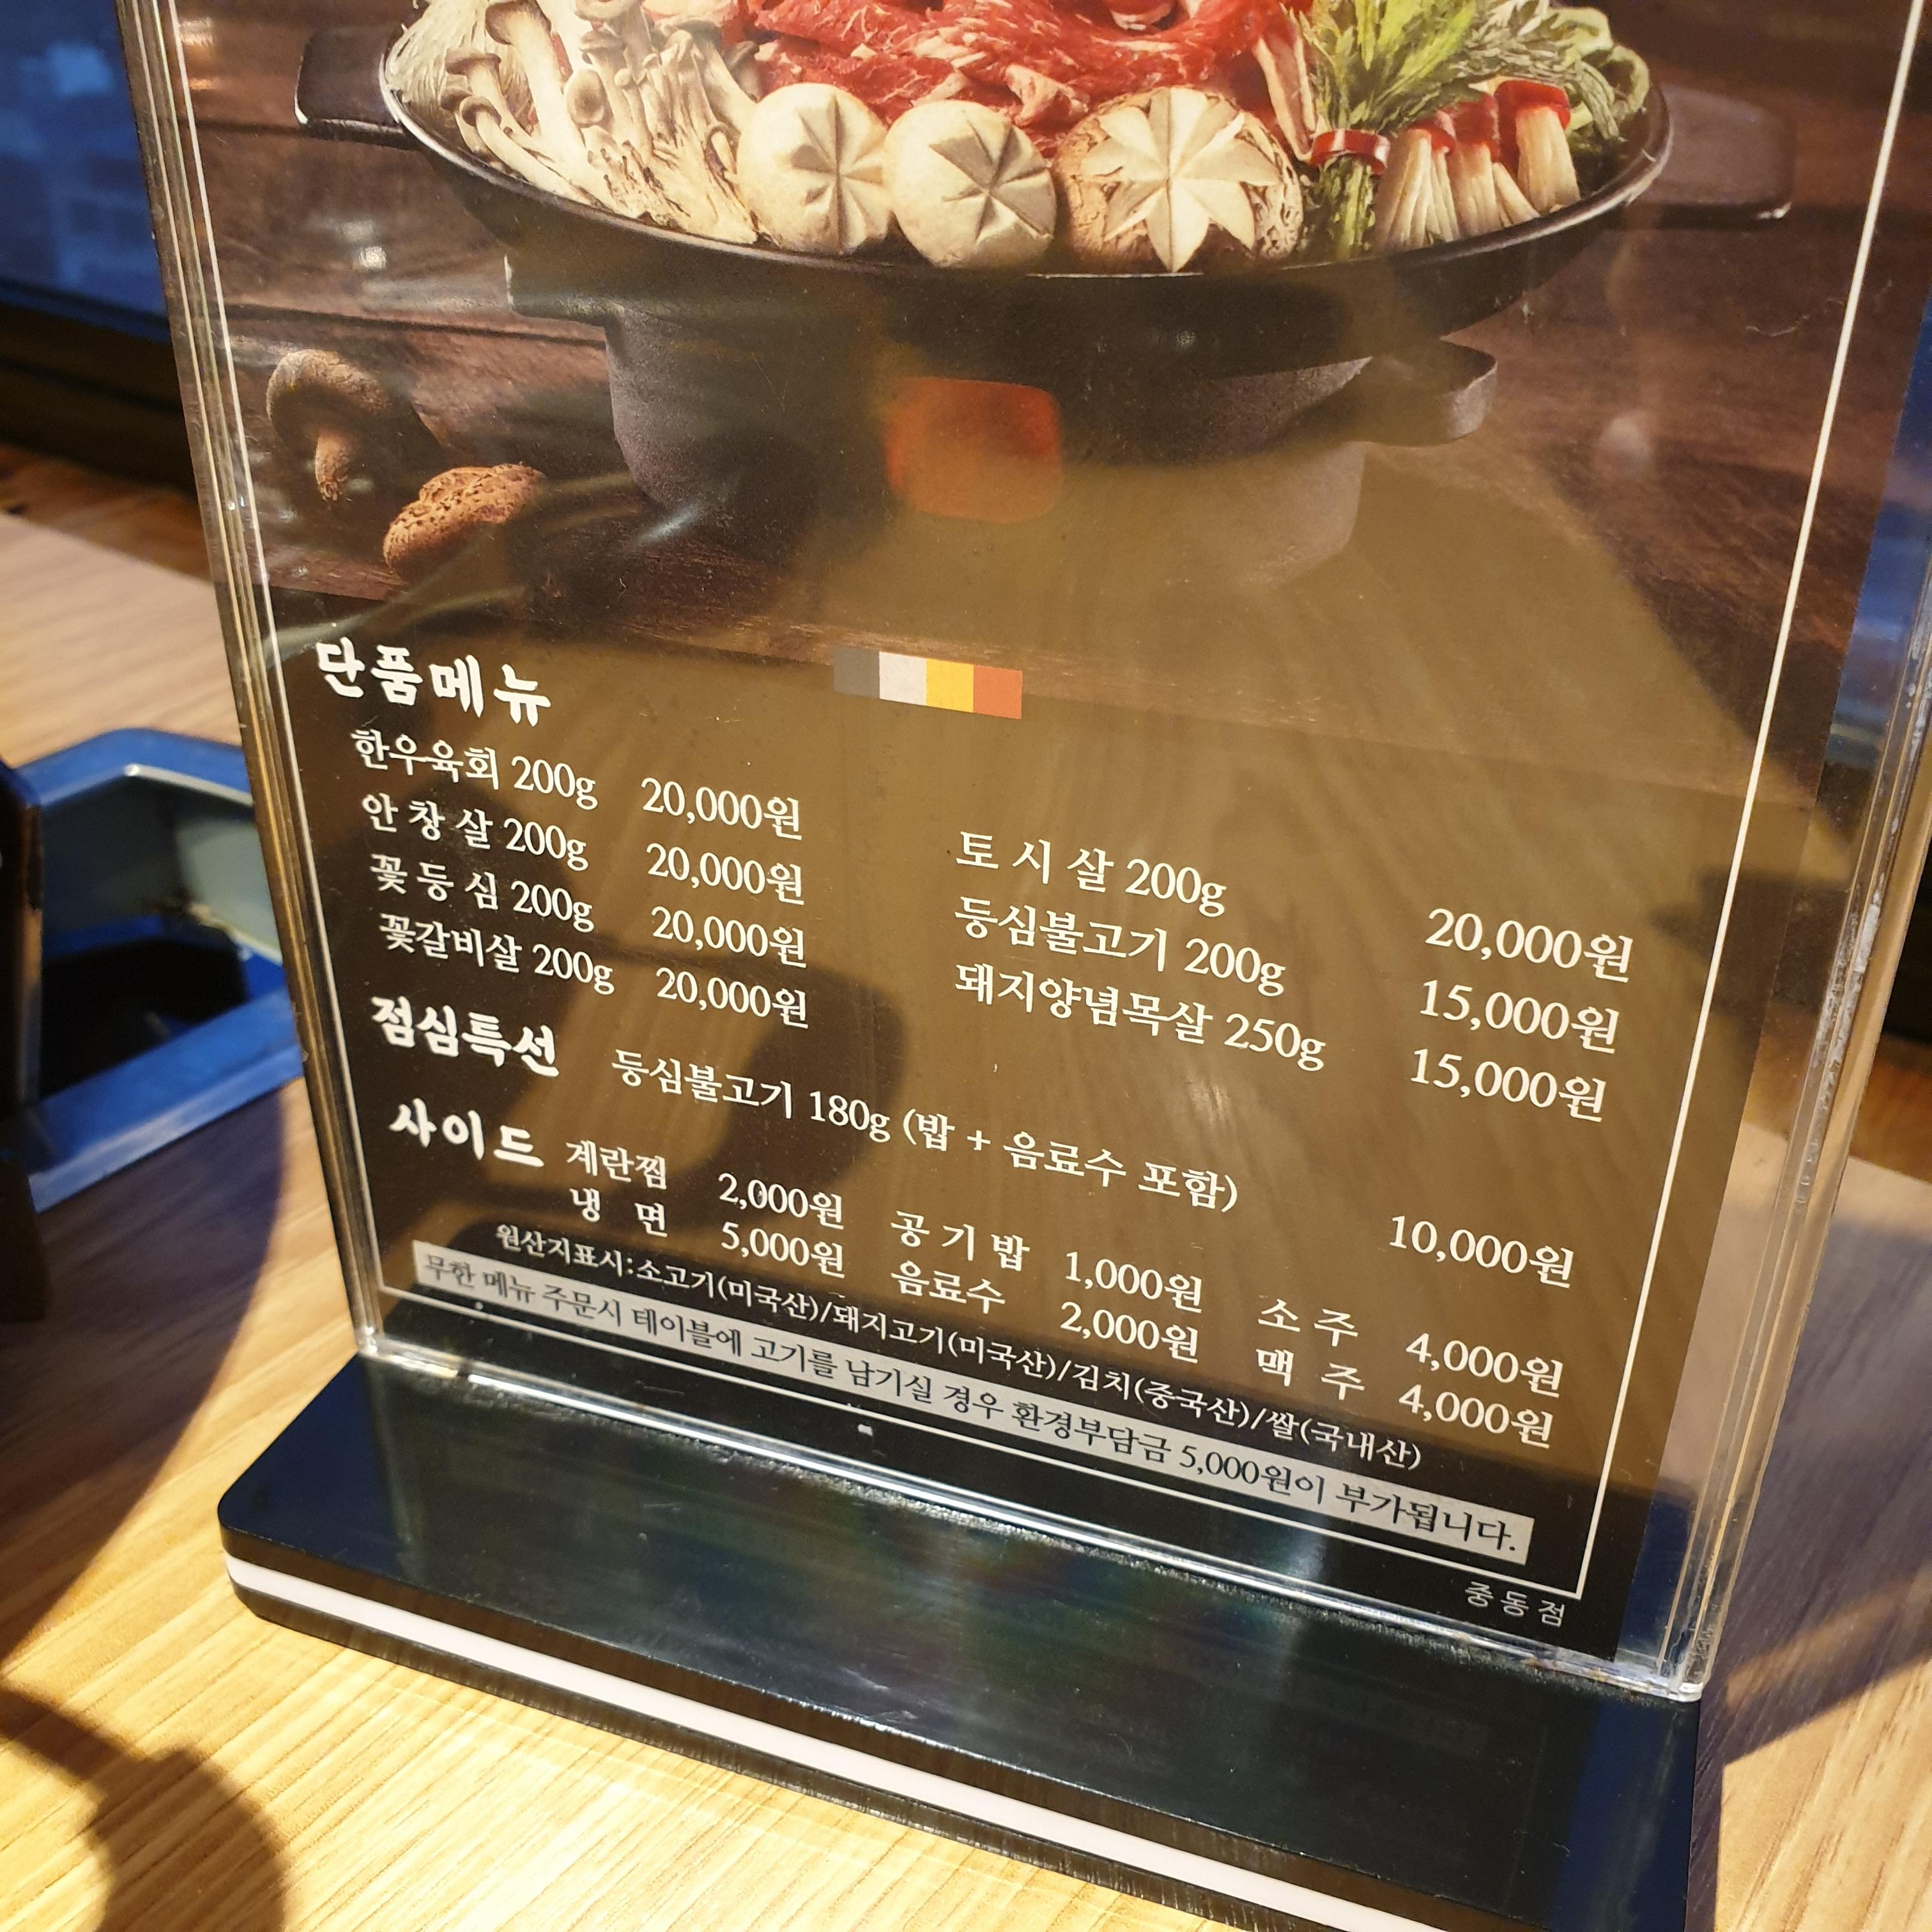 단품메뉴
한우육회 200g 20,000원
안 창 살 200g 20,000원
꽃 등 심 200g 20,000원
꽃갈비살 200g 20,000원
토 시 살 200g 20,000원
등심불고기 200g 15,000원
돼지양념목살 250g 15,000원
점심특선 등심불고기 180g (밥 + 음료수 포함) 10,000원
사이드 계란찜 2,000원 공 기 밥 1,000원 소 주 4,000원
냉 면 5,000원 음료수 2,000원 맥 주 4,000원
원산지표시:소고기(미국산)/돼지고기(미국산)/김치(중국산)/쌀(국내산)
무한 메뉴 주문시 테이블에 고기를 남기실 경우 환경부담금 5,000원이 부가됩니다.
중동점